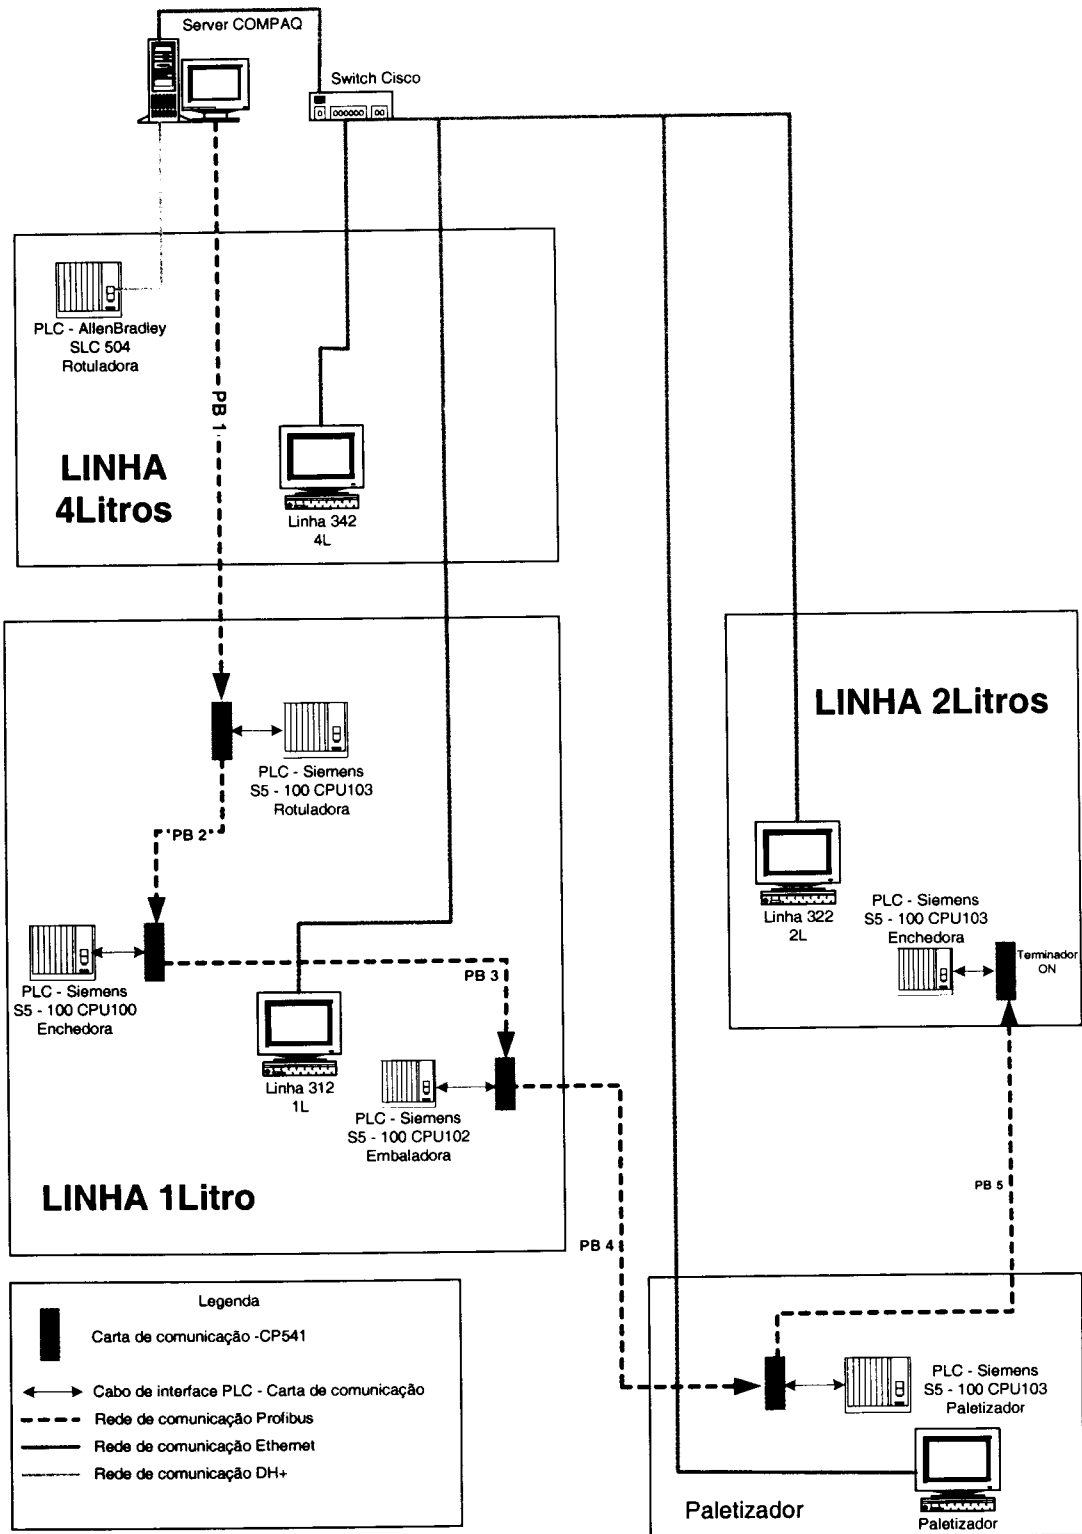 Server COMPAQ
Switch Cisco
PLC - AllenBradley
SLC 504
Rotuladora
PB 1
LINHA
4Litros
Linha 342
4L
PLC - Siemens
S5 - 100 CPU103
Rotuladora
PB 2
PLC - Siemens
S5 - 100 CPU100
Enchedora
PB 3
Linha 312
1L
PLC - Siemens
S5 - 100 CPU102
Embaladora
LINHA 1Litro
LINHA 2Litros
Linha 322
2L
PLC - Siemens
S5 - 100 CPU103
Enchedora
Terminador
ON
PB 5
PB 4
Legenda
Carta de comunicação -CP541
Cabo de interface PLC - Carta de comunicação
Rede de comunicação Profibus
Rede de comunicação Ethernet
Rede de comunicação DH+
PLC - Siemens
S5 - 100 CPU103
Paletizador
Paletizador
Paletizador